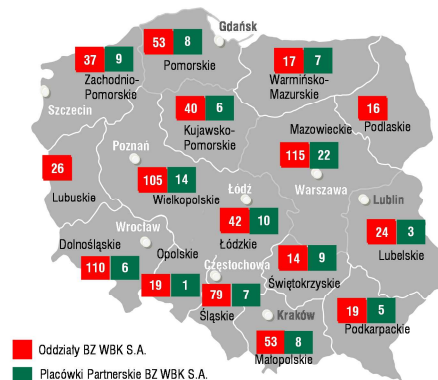 Gdańsk
53 8
Pomorskie
37 9
Zachodnio-
Pomorskie
17 7
Warmińsko-
Mazurskie
Szczecin
40 6
Kujawsko-
Pomorskie
16
Podlaskie
Mazowieckie
115 22
Warszawa
Poznań
26
Lubuskie
105 14
Wielkopolskie
Łódź
42 10
Łódzkie
Lublin
24 3
Lubelskie
Wrocław
Dolnośląskie
110 6
Opolskie
19 1
Częstochowa
79 7
Śląskie
14 9
Świętokrzyskie
Kraków
53 8
Małopolskie
19 5
Podkarpackie
Oddziały BZ WBK S.A.
Placówki Partnerskie BZ WBK S.A.